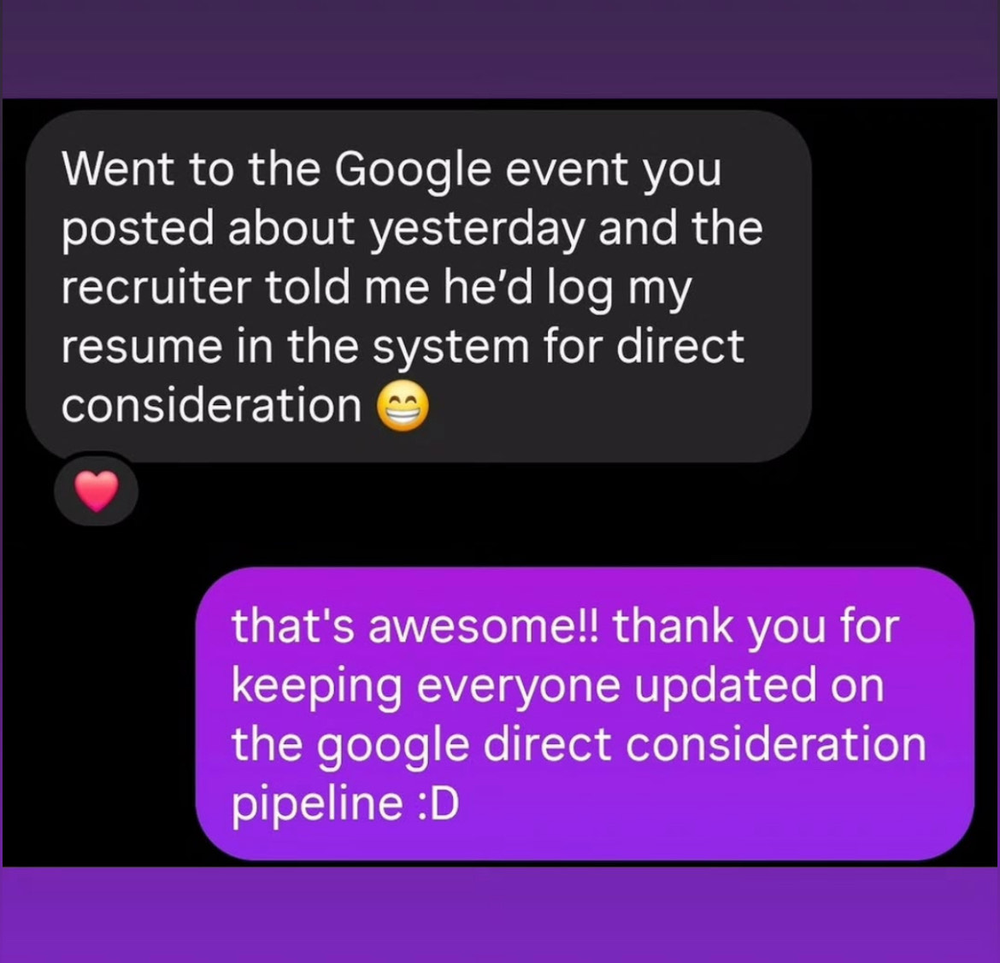 Went to the Google event you
posted about yesterday and the
recruiter told me he’d log my
resume in the system for direct
consideration 😁
❤️
that's awesome!! thank you for
keeping everyone updated on
the google direct consideration
pipeline :D